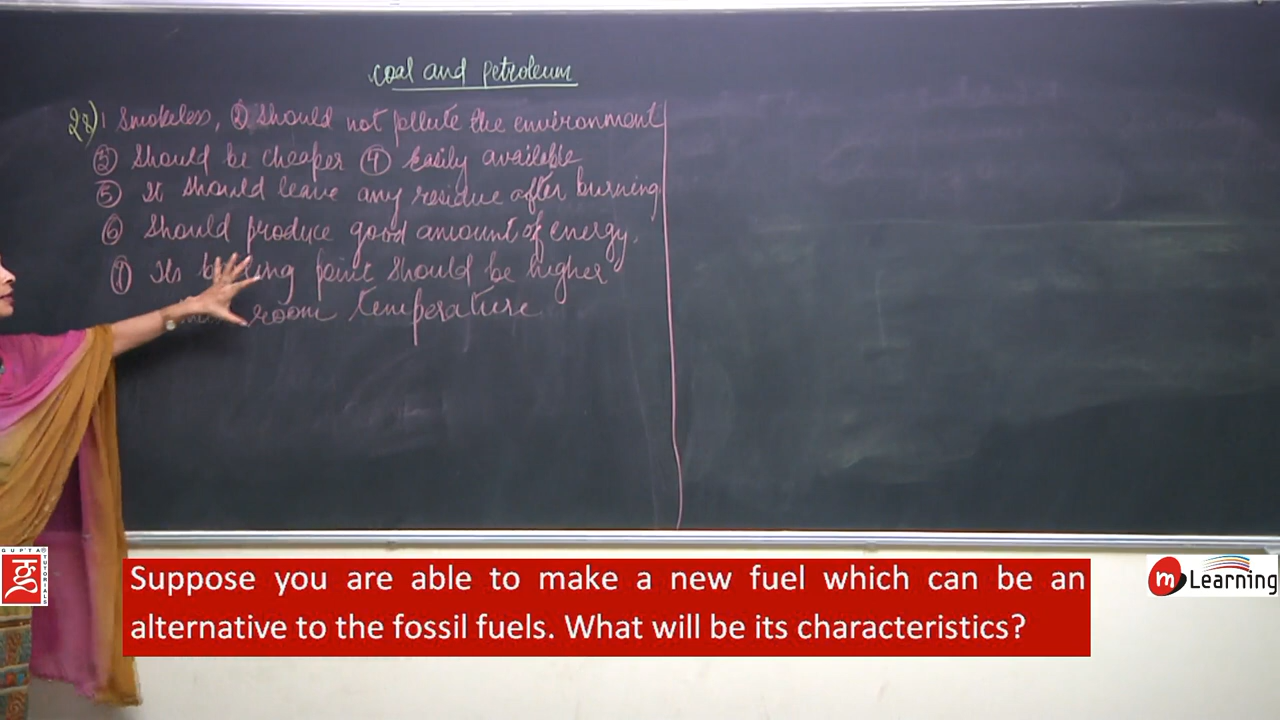 coal and petroleum
28) 1 Smokeless, ② Should not pollute the environment
③ Should be cheaper ④ Easily available
⑤ It should leave any residue after burning
⑥ Should produce good amount of energy.
⑦ Its point should be higher
room temperature
GUPTA
TUTORIALS
Suppose you are able to make a new fuel which can be an
alternative to the fossil fuels. What will be its characteristics?
m Learning